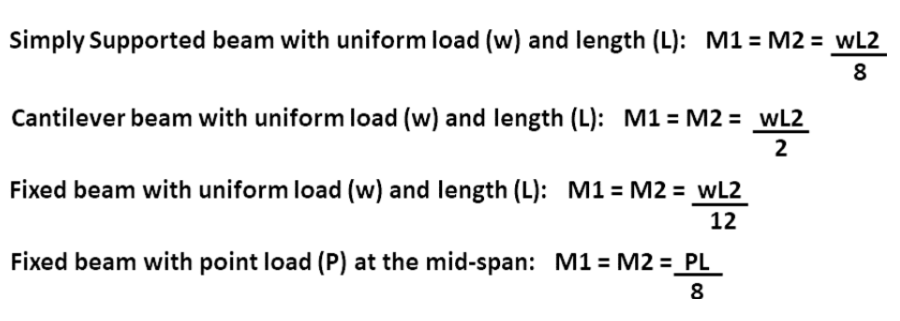 Simply Supported beam with uniform load (w) and length (L): M1 = M2 = wL2
8
Cantilever beam with uniform load (w) and length (L): M1 = M2 = wL2
2
Fixed beam with uniform load (w) and length (L): M1 = M2 = wL2
12
Fixed beam with point load (P) at the mid-span: M1 = M2 = PL
8